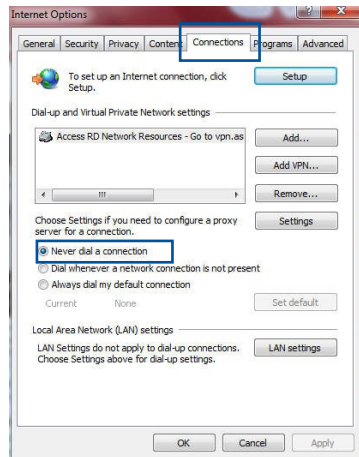 Internet Options
General Security Privacy Content Connections Programs Advanced
To set up an Internet connection, click
Setup.
Setup
Dial-up and Virtual Private Network settings
Access RD Network Resources - Go to vpn.as
Add...
Add VPN...
Remove...
Choose Settings if you need to configure a proxy
server for a connection.
Settings
Never dial a connection
Dial whenever a network connection is not present
Always dial my default connection
Current None
Set default
Local Area Network (LAN) settings
LAN Settings do not apply to dial-up connections.
Choose Settings above for dial-up settings.
LAN settings
OK Cancel Apply